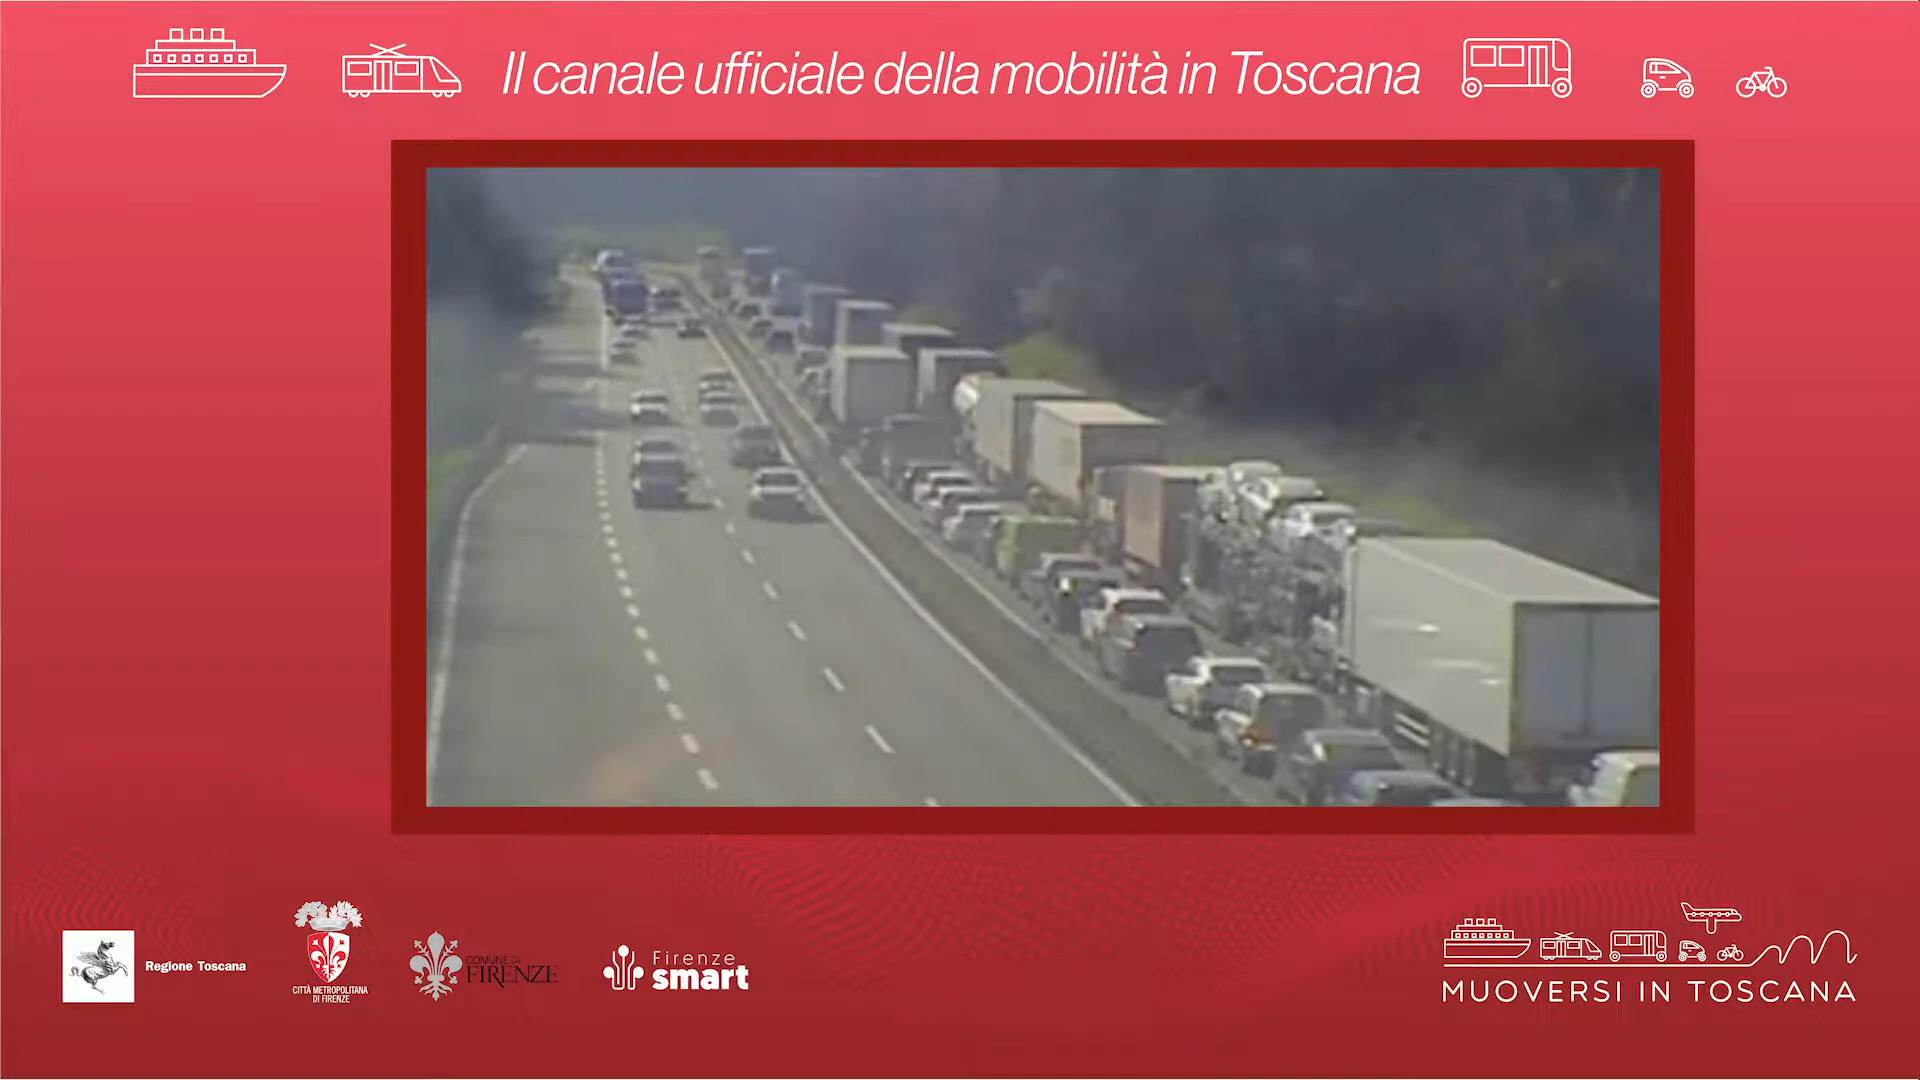 Il canale ufficiale della mobilità in Toscana
Regione Toscana
CITTÀ METROPOLITANA
DI FIRENZE
COMUNE DI
FIRENZE
Firenze
smart
MUOVERSI IN TOSCANA